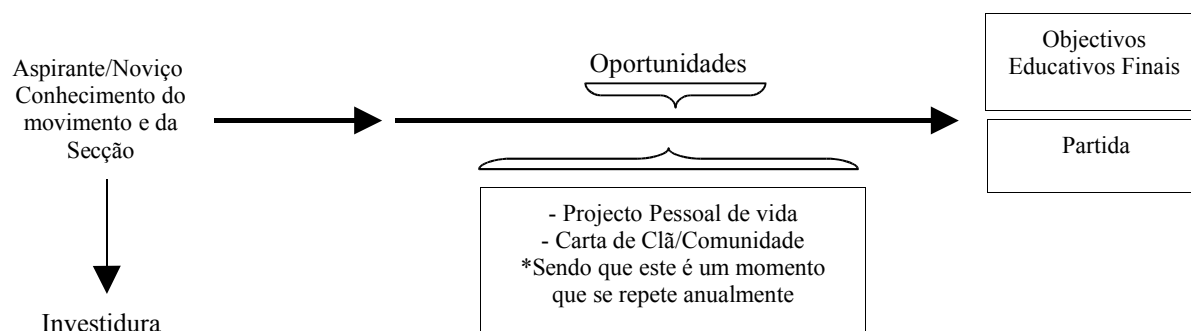 Aspirante/Noviço
Conhecimento do
movimento e da
Secção
Investidura
Oportunidades
- Projecto Pessoal de vida
- Carta de Clã/Comunidade
*Sendo que este é um momento
que se repete anualmente
Objectivos
Educativos Finais
Partida